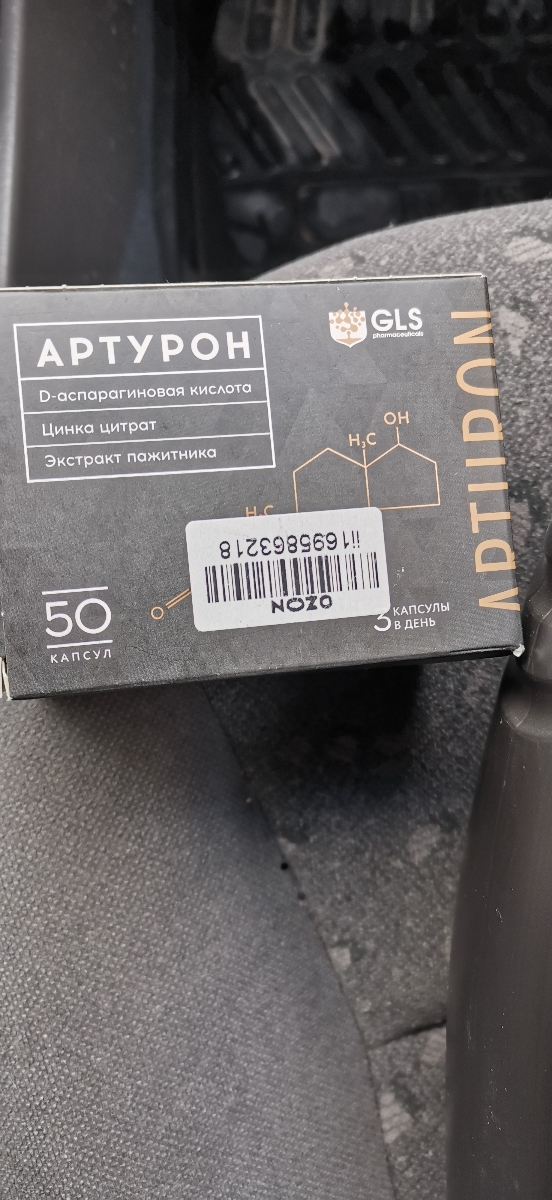 АРТУРОН
D-аспарагиновая кислота
Цинка цитрат
Экстракт пажитника
GLS
pharmaceuticals
ARTURON
OH
H₃C
H₃C
O
ii1695863218
OZON
50
КАПСУЛ
3 КАПСУЛЫ
В ДЕНЬ